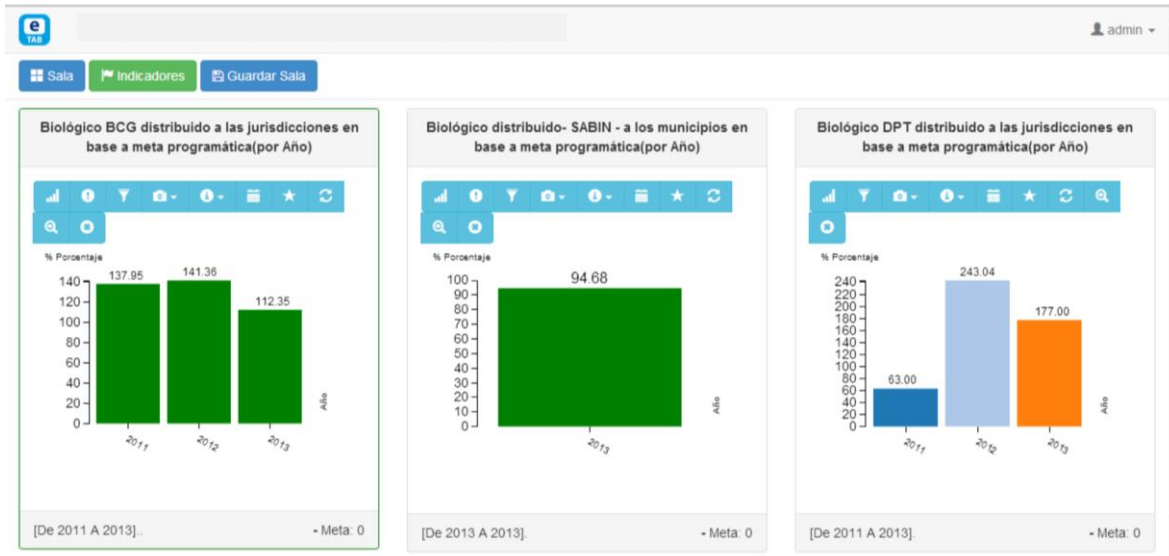 e
TAB
admin
Sala
Indicadores
Guardar Sala
Biológico BCG distribuido a las jurisdicciones en
base a meta programática(por Año)
% Porcentaje
140
120
100
80
60
40
20
0
137.95
141.36
112.35
2011
2012
2013
Año
[De 2011 A 2013]..
- Meta: 0
Biológico distribuido- SABIN - a los municipios en
base a meta programática(por Año)
% Porcentaje
100
90
80
70
60
50
40
30
20
10
0
94.68
2013
Año
[De 2013 A 2013].
- Meta: 0
Biológico DPT distribuido a las jurisdicciones en
base a meta programática(por Año)
% Porcentaje
240
220
200
180
160
140
120
100
80
60
40
20
0
63.00
243.04
177.00
2011
2012
2013
Año
[De 2011 A 2013].
- Meta: 0